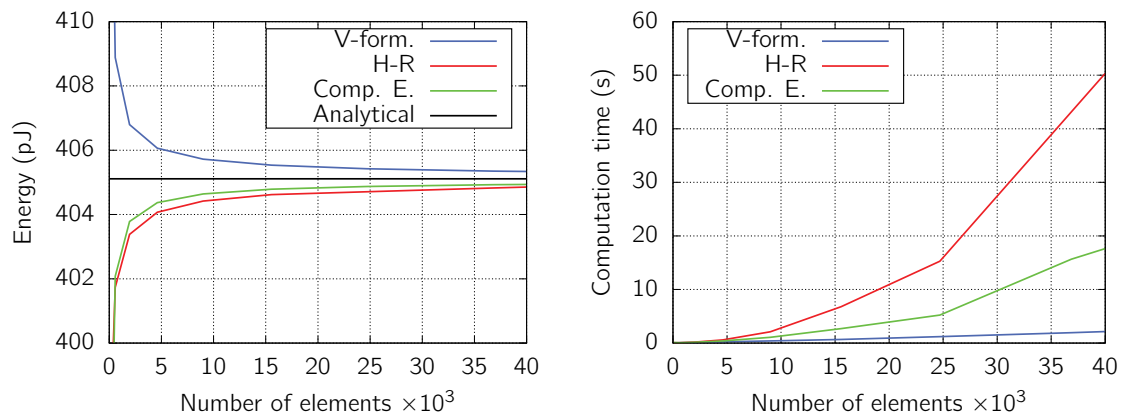 410
408
406
404
402
400
Energy (pJ)
V-form.
H-R
Comp. E.
Analytical
0 5 10 15 20 25 30 35 40
Number of elements ×10³
60
50
40
30
20
10
0
Computation time (s)
V-form.
H-R
Comp. E.
0 5 10 15 20 25 30 35 40
Number of elements ×10³